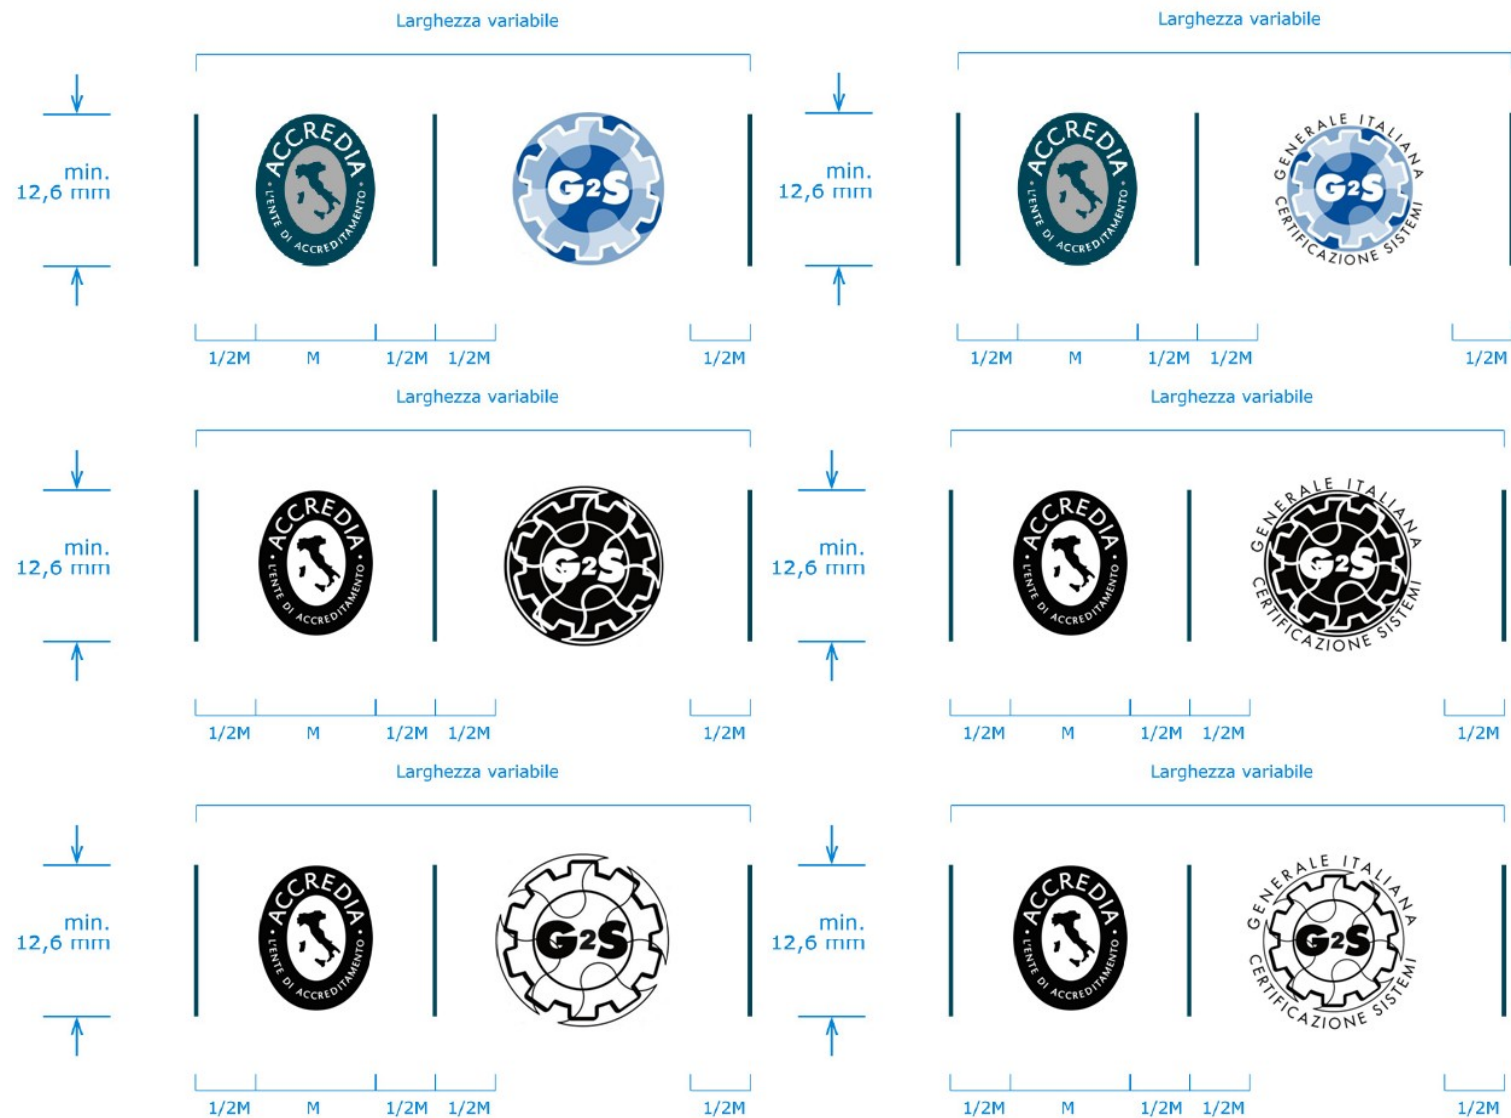 Larghezza variabile
min.
12,6 mm
ACCREDIA
• L'ENTE DI ACCREDITAMENTO •
G2S
1/2M M 1/2M 1/2M 1/2M
Larghezza variabile
min.
12,6 mm
ACCREDIA
• L'ENTE DI ACCREDITAMENTO •
GENERALE ITALIANA
G2S
CERTIFICAZIONE SISTEMI
1/2M M 1/2M 1/2M 1/2M
Larghezza variabile
min.
12,6 mm
ACCREDIA
• L'ENTE DI ACCREDITAMENTO •
G2S
1/2M M 1/2M 1/2M 1/2M
Larghezza variabile
min.
12,6 mm
ACCREDIA
• L'ENTE DI ACCREDITAMENTO •
GENERALE ITALIANA
G2S
CERTIFICAZIONE SISTEMI
1/2M M 1/2M 1/2M 1/2M
Larghezza variabile
min.
12,6 mm
ACCREDIA
• L'ENTE DI ACCREDITAMENTO •
G2S
1/2M M 1/2M 1/2M 1/2M
Larghezza variabile
min.
12,6 mm
ACCREDIA
• L'ENTE DI ACCREDITAMENTO •
GENERALE ITALIANA
G2S
CERTIFICAZIONE SISTEMI
1/2M M 1/2M 1/2M 1/2M